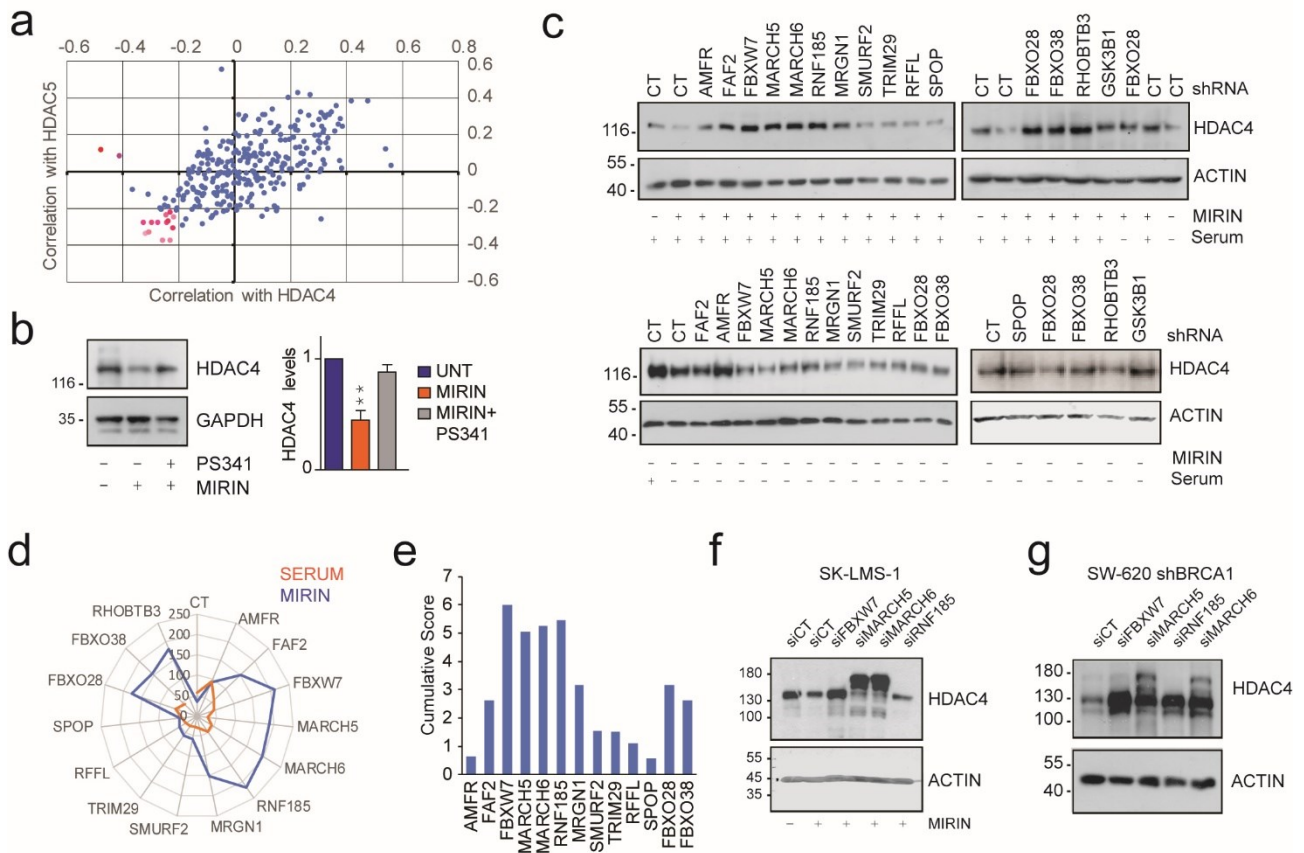 a
-0.6 -0.4 -0.2 0 0.2 0.4 0.6 0.8
Correlation with HDAC5
0.6
0.4
0.2
0
-0.2
-0.4
-0.6
Correlation with HDAC4
b
116 -
HDAC4
35 -
GAPDH
- - + PS341
- + + MIRIN
HDAC4 levels
1
0
**
UNT
MIRIN
MIRIN+
PS341
c
CT CT AMFR FAF2 FBXW7 MARCH5 MARCH6 RNF185 MRGN1 SMURF2 TRIM29 RFFL SPOP
CT CT FBXO28 FBXO38 RHOBTB3 GSK3B1 FBXO28 CT CT
shRNA
116 -
HDAC4
55 -
40 -
ACTIN
- + + + + + + + + + + + + - + + + + + - + - MIRIN
+ + + + + + + + + + + + + + + + + + + - + - Serum
CT CT FAF2 AMFR FBXW7 MARCH5 MARCH6 RNF185 MRGN1 SMURF2 TRIM29 RFFL FBXO28 FBXO38
CT SPOP FBXO28 FBXO38 RHOBTB3 GSK3B1
shRNA
116 -
HDAC4
55 -
40 -
ACTIN
- - - - - - - - - - - - - - - - - - - - MIRIN
+ - - - - - - - - - - - - - - - - - - - Serum
d
SERUM
MIRIN
CT
AMFR
FAF2
FBXW7
MARCH5
MARCH6
RNF185
MRGN1
SMURF2
TRIM29
RFFL
SPOP
FBXO28
FBXO38
RHOBTB3
250
200
150
100
50
0
e
Cumulative Score
7
6
5
4
3
2
1
0
AMFR FAF2 FBXW7 MARCH5 MARCH6 RNF185 MRGN1 SMURF2 TRIM29 RFFL SPOP FBXO28 FBXO38
f
SK-LMS-1
siCT siCT siFBXW7 siMARCH5 siMARCH6 siRNF185
180 -
130 -
100 -
HDAC4
55 -
45 -
35 -
ACTIN
- + + + + + MIRIN
g
SW-620 shBRCA1
siCT siFBXW7 siMARCH5 siRNF185 siMARCH6
180 -
130 -
100 -
HDAC4
55 -
40 -
ACTIN